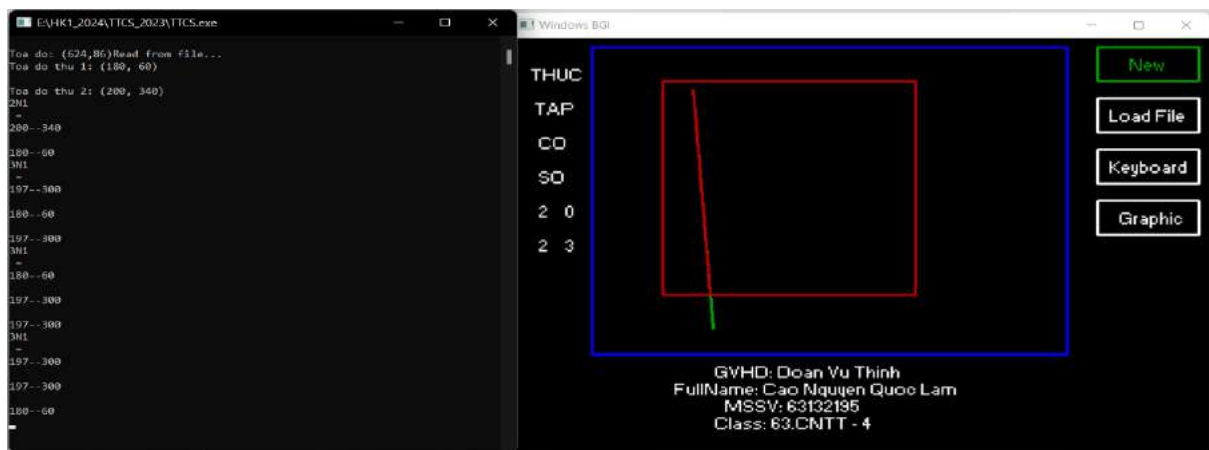 E:\HK1_2024\TTCS_2023\TTCS.exe
Toa do: (624,86)Read from file...
Toa do thu 1: (180, 60)
Toa do thu 2: (200, 340)
2N1
-
200--340
180--60
3N1
-
197--300
180--60
197--300
3N1
-
180--60
197--300
197--300
3N1
-
197--300
197--300
180--60
Windows BGI
THUC
TAP
CO
SO
2 0
2 3
New
Load File
Keyboard
Graphic
GVHD: Doan Vu Thinh
FullName: Cao Nguyen Quoc Lam
MSSV: 63132195
Class: 63.CNTT - 4